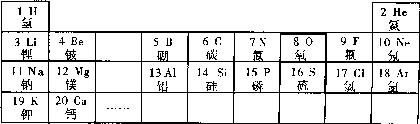 1 H 2 He
氢 氦
3 Li 4 Be 5 B 6 C 7 N 8 O 9 F 10 Ne
锂 铍 硼 碳 氮 氧 氟 氖
11 Na 12 Mg 13 Al 14 Si 15 P 16 S 17 Cl 18 Ar
钠 镁 铝 硅 磷 硫 氯 氩
19 K 20 Ca ......
钾 钙